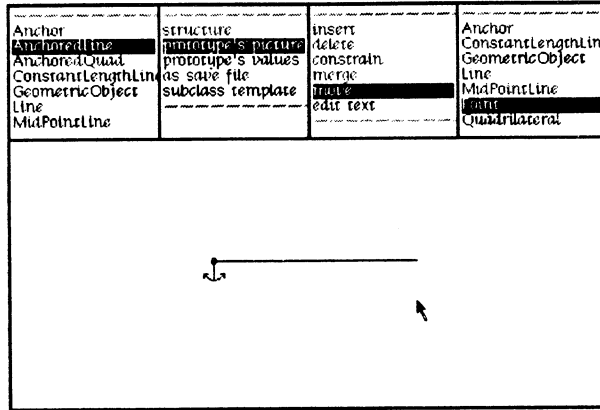 Anchor
AnchoredLine
AnchoredQuad
ConstantLengthLine
GeometricObject
Line
MidPointLine
structure
prototype's picture
prototype's values
as save file
subclass template
insert
delete
constrain
merge
move
edit text
Anchor
ConstantLengthLin
GeometricObject
Line
MidPointLine
Point
Quadrilateral